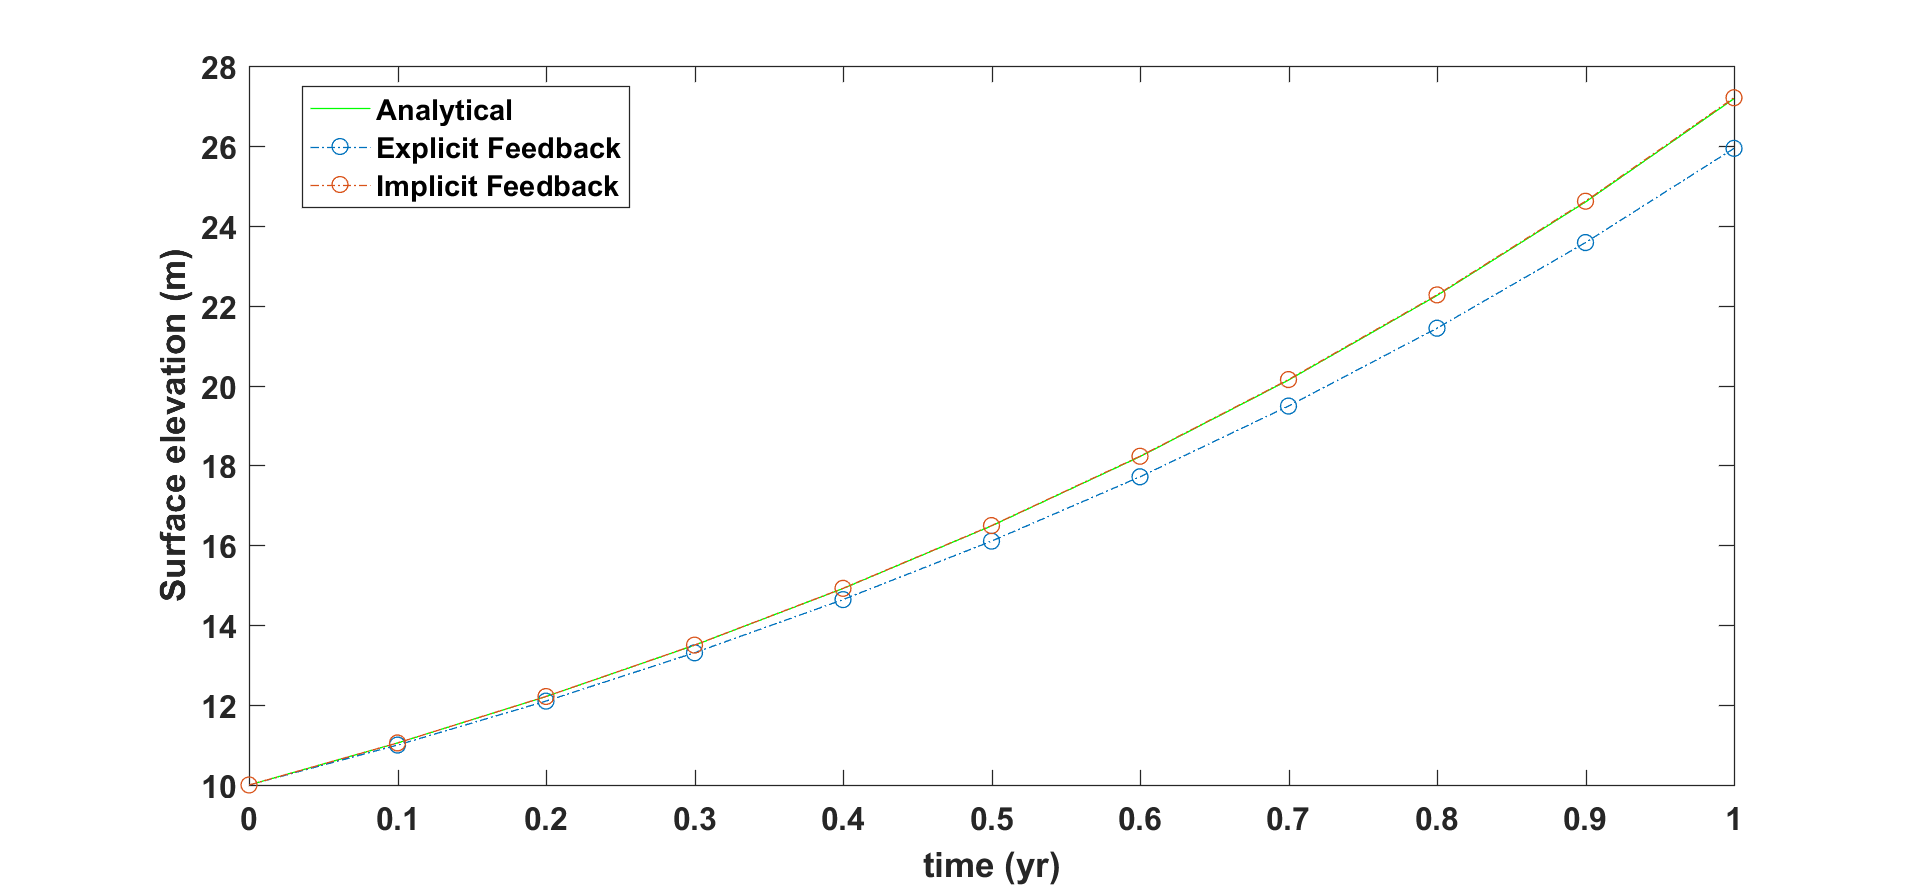 28
26
24
22
20
18
16
14
12
10
Surface elevation (m)
Analytical
Explicit Feedback
Implicit Feedback
0 0.1 0.2 0.3 0.4 0.5 0.6 0.7 0.8 0.9 1
time (yr)